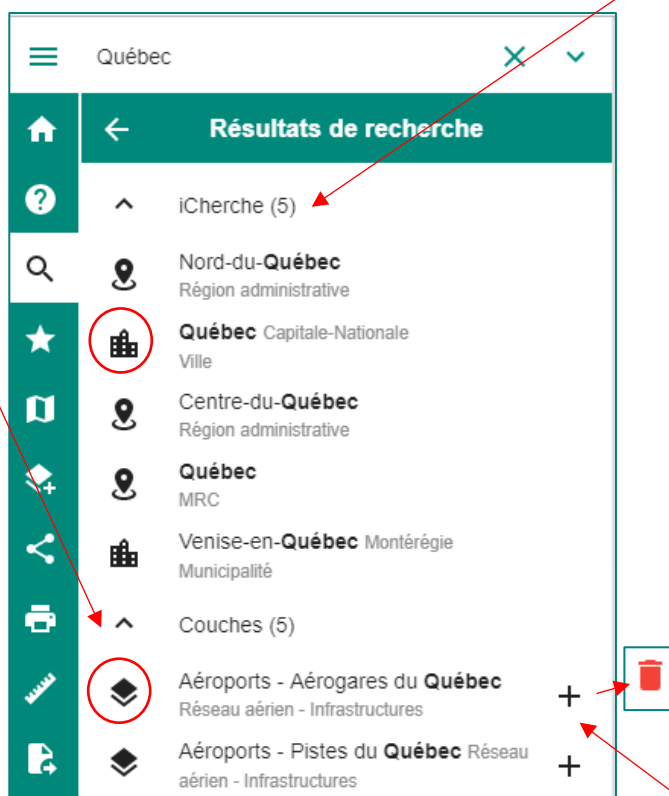 Québec
Résultats de recherche
iCherche (5)
Nord-du-Québec
Région administrative
Québec Capitale-Nationale
Ville
Centre-du-Québec
Région administrative
Québec
MRC
Venise-en-Québec Montérégie
Municipalité
Couches (5)
Aéroports - Aérogares du Québec
Réseau aérien - Infrastructures
Aéroports - Pistes du Québec Réseau
aérien - Infrastructures